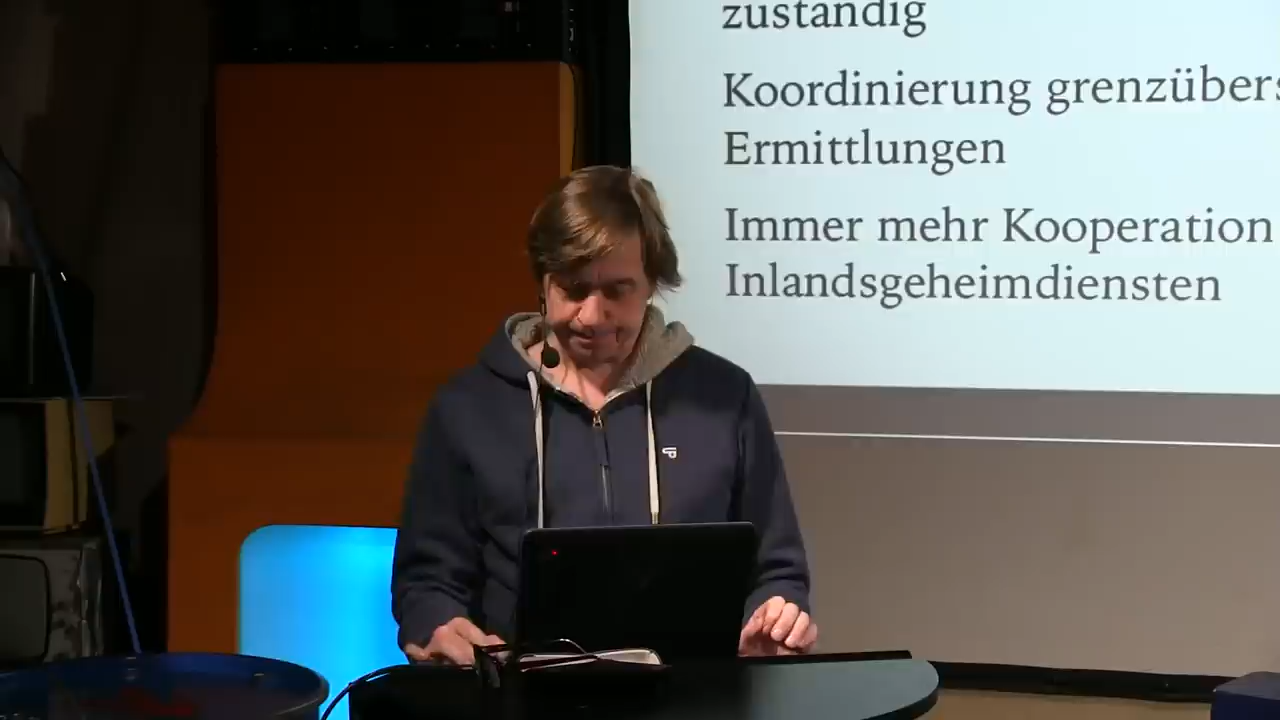 zuständig
Koordinierung grenzübers
Ermittlungen
Immer mehr Kooperation
Inlandsgeheimdiensten